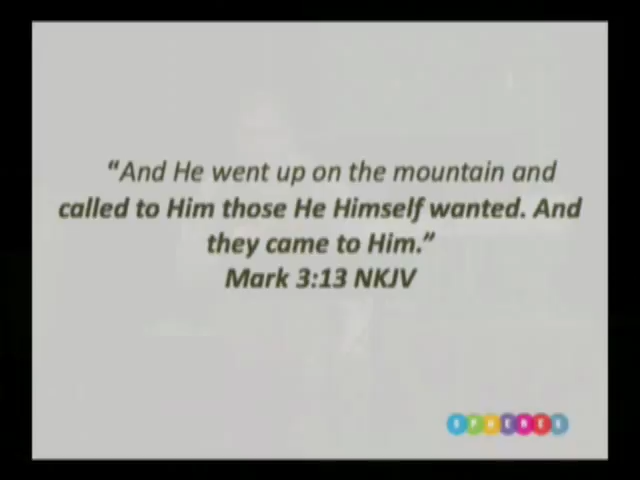 “And He went up on the mountain and
called to Him those He Himself wanted. And
they came to Him.”
Mark 3:13 NKJV
SPHERES